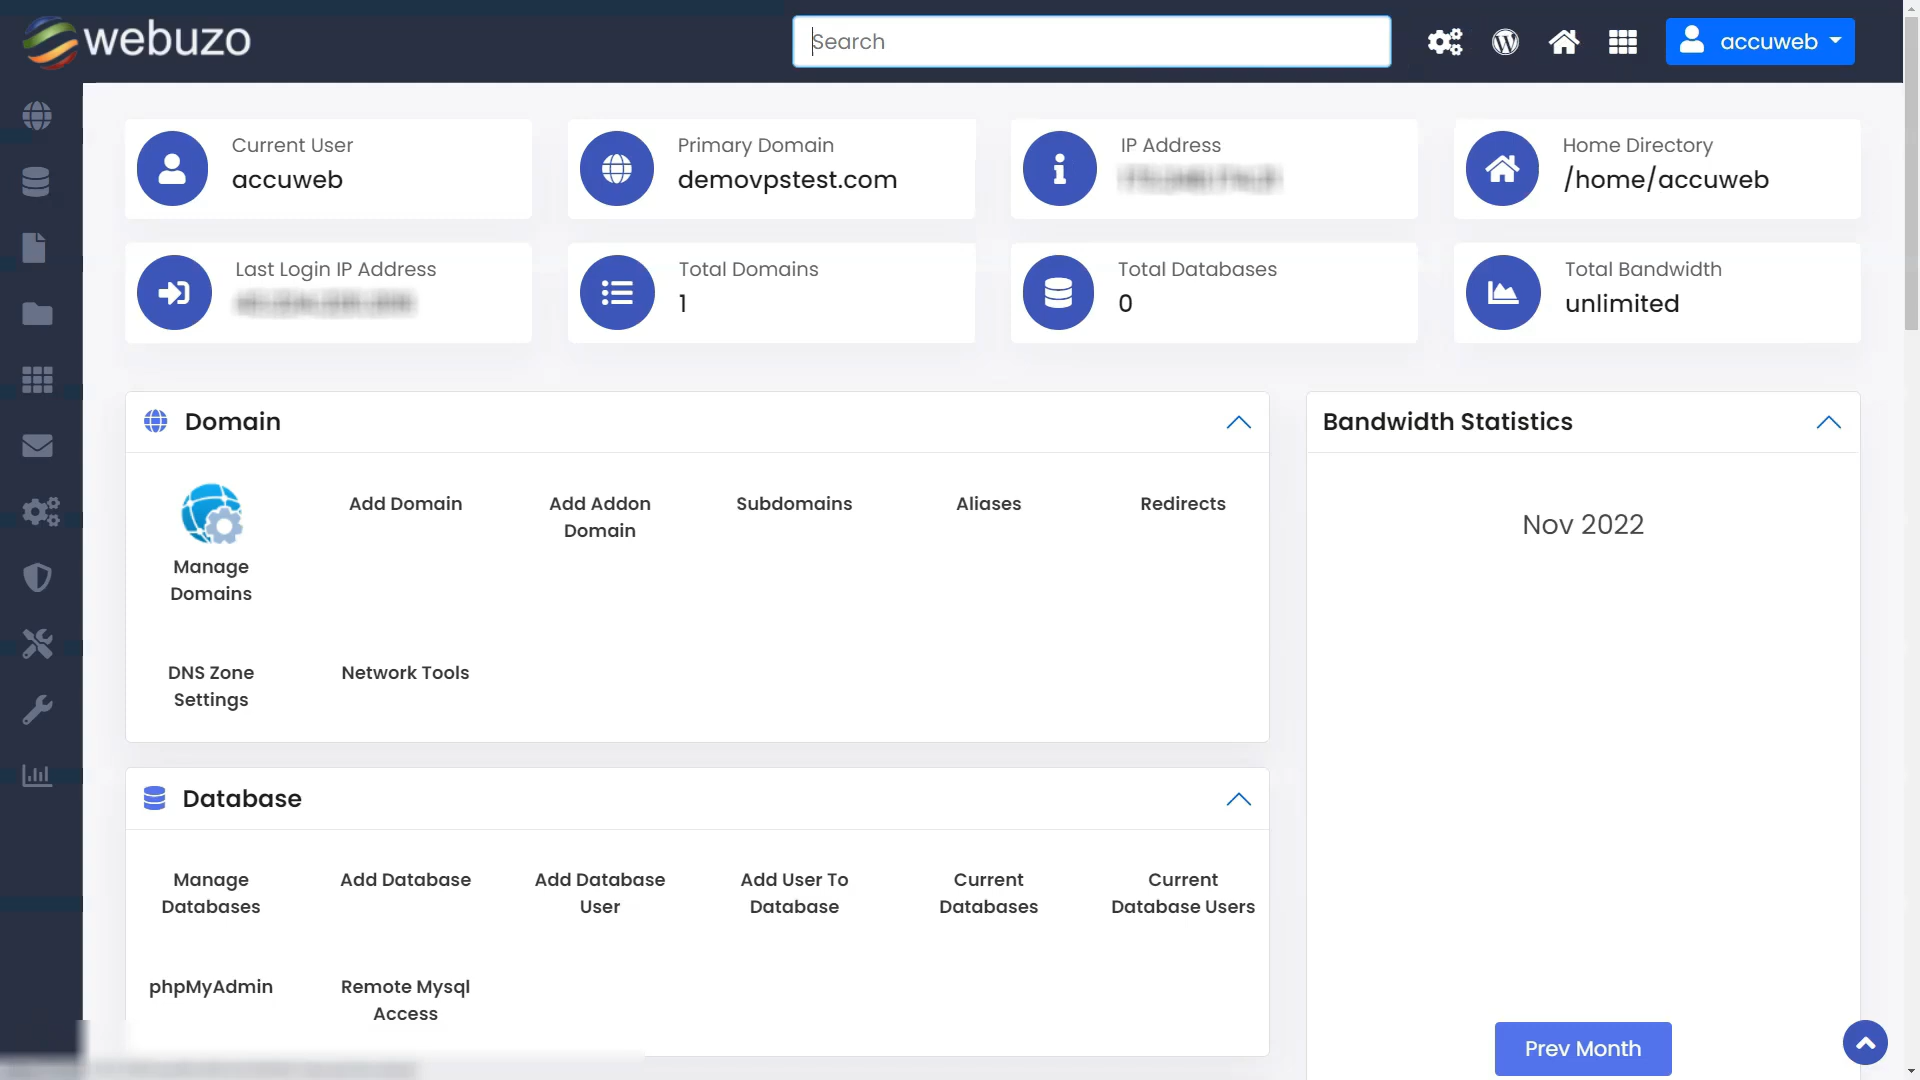 webuzo
Search
accuweb
Current User
accuweb
Primary Domain
demovpstest.com
IP Address
Home Directory
/home/accuweb
Last Login IP Address
Total Domains
1
Total Databases
0
Total Bandwidth
unlimited
Domain
Manage
Domains
Add Domain
Add Addon
Domain
Subdomains
Aliases
Redirects
DNS Zone
Settings
Network Tools
Database
Manage
Databases
Add Database
Add Database
User
Add User To
Database
Current
Databases
Current
Database Users
phpMyAdmin
Remote Mysql
Access
Bandwidth Statistics
Nov 2022
Prev Month